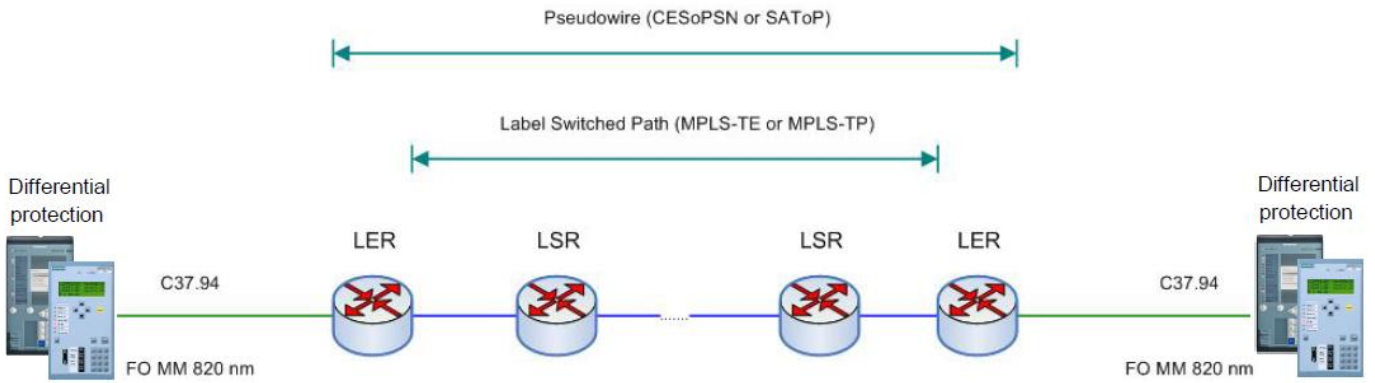 Pseudowire (CESoPSN or SAToP)
Label Switched Path (MPLS-TE or MPLS-TP)
Differential
protection
Differential
protection
LER
LSR
LSR
LER
C37.94
C37.94
.......
FO MM 820 nm
FO MM 820 nm